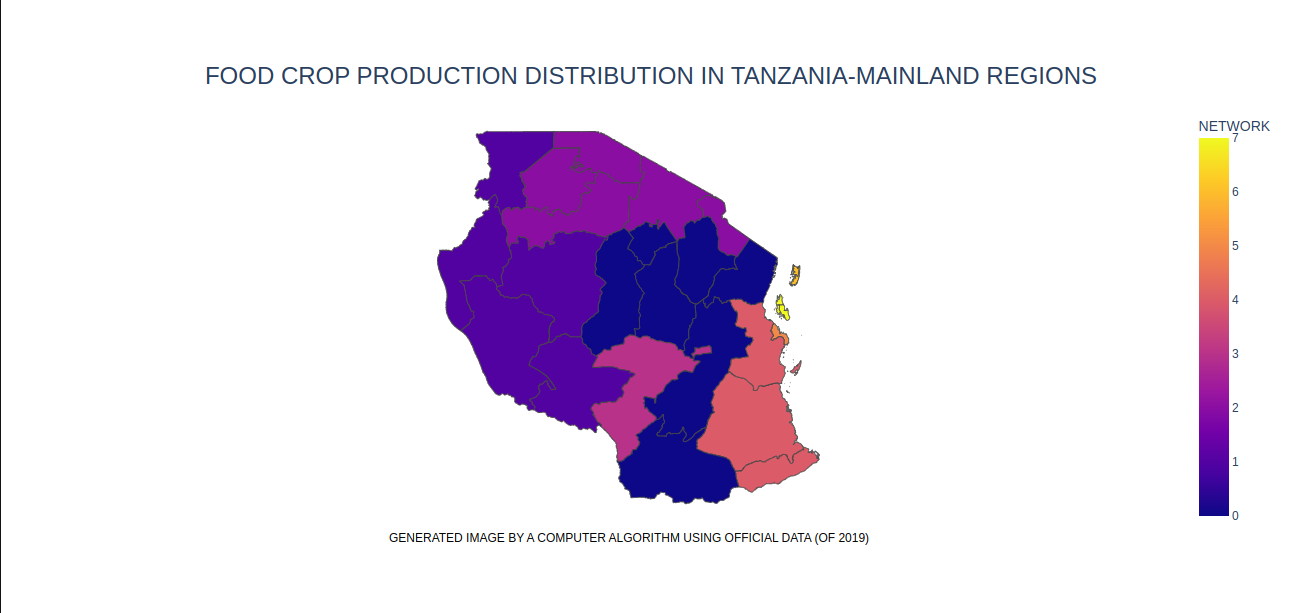 FOOD CROP PRODUCTION DISTRIBUTION IN TANZANIA-MAINLAND REGIONS
NETWORK
7
6
5
4
3
2
1
0
GENERATED IMAGE BY A COMPUTER ALGORITHM USING OFFICIAL DATA (OF 2019)